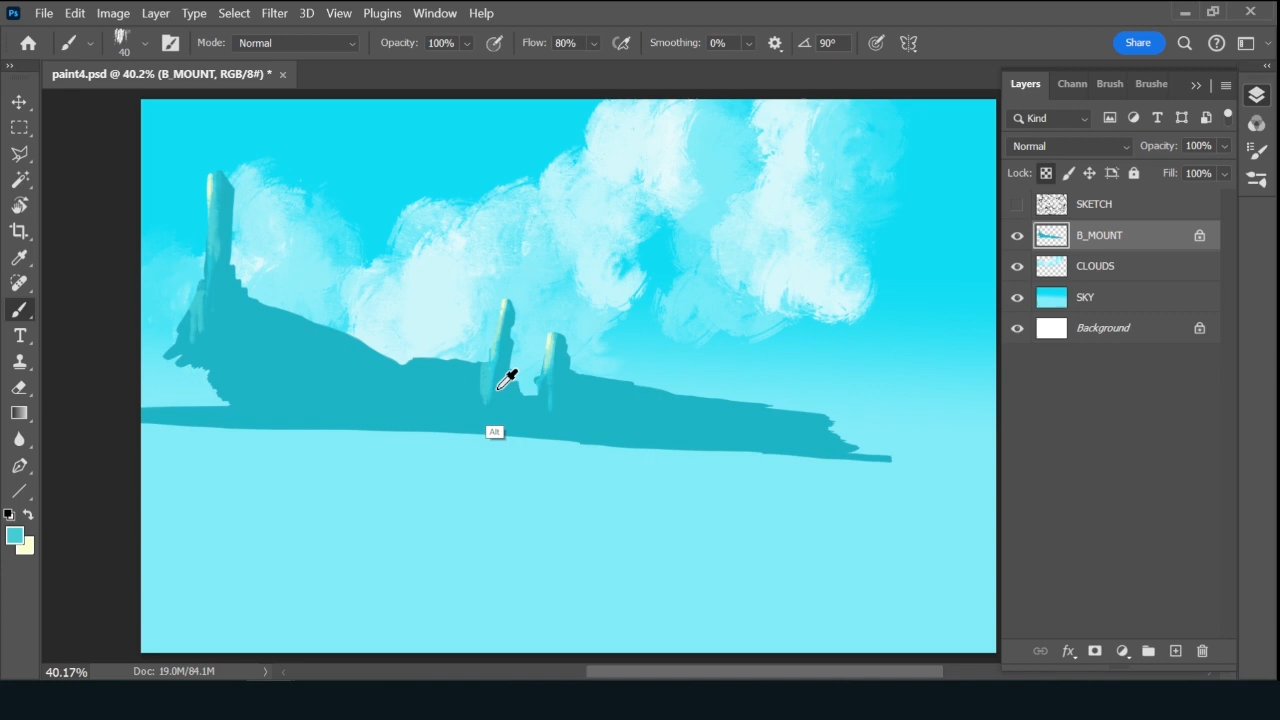 Ps File Edit Image Layer Type Select Filter 3D View Plugins Window Help
40 Mode: Normal Opacity: 100% Flow: 80% Smoothing: 0% 90° Share
paint4.psd @ 40.2% (B_MOUNT, RGB/8#) *
Layers Chann Brush Brushe
Kind
Normal Opacity: 100%
Lock: Fill: 100%
SKETCH
B_MOUNT
CLOUDS
SKY
Background
Alt
fx
40.17% Doc: 19.0M/84.1M